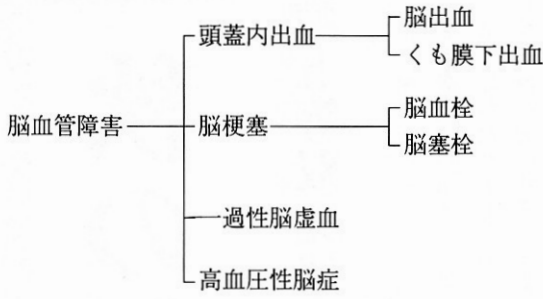 脳血管障害
頭蓋内出血
脳出血
くも膜下出血
脳梗塞
脳血栓
脳塞栓
一過性脳虚血
高血圧性脳症